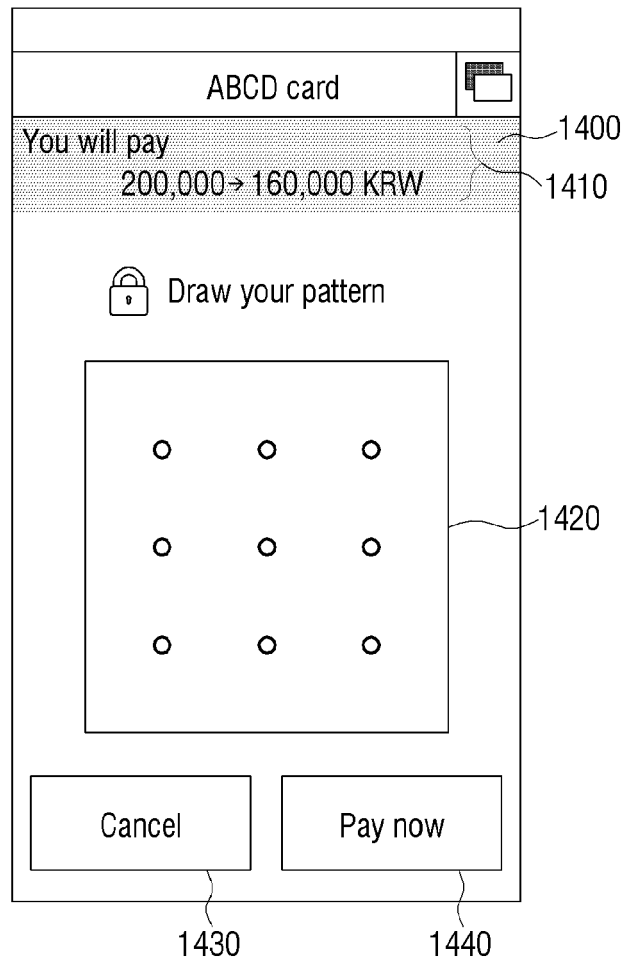 ABCD card
1400
You will pay
200,000→160,000 KRW
1410
Draw your pattern
1420
Cancel
Pay now
1430
1440